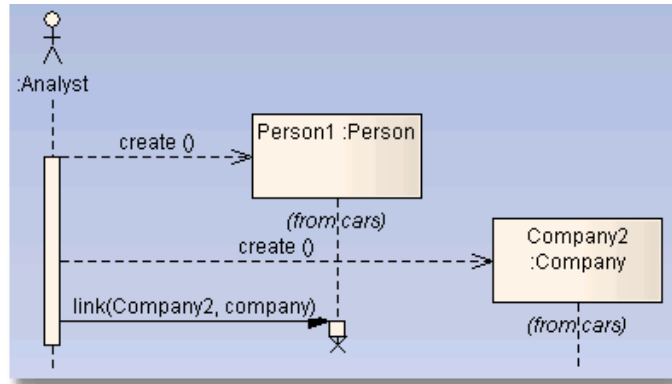 :Analyst
create ()
Person1 :Person
(from cars)
create ()
Company2
:Company
link(Company2, company)
(from cars)